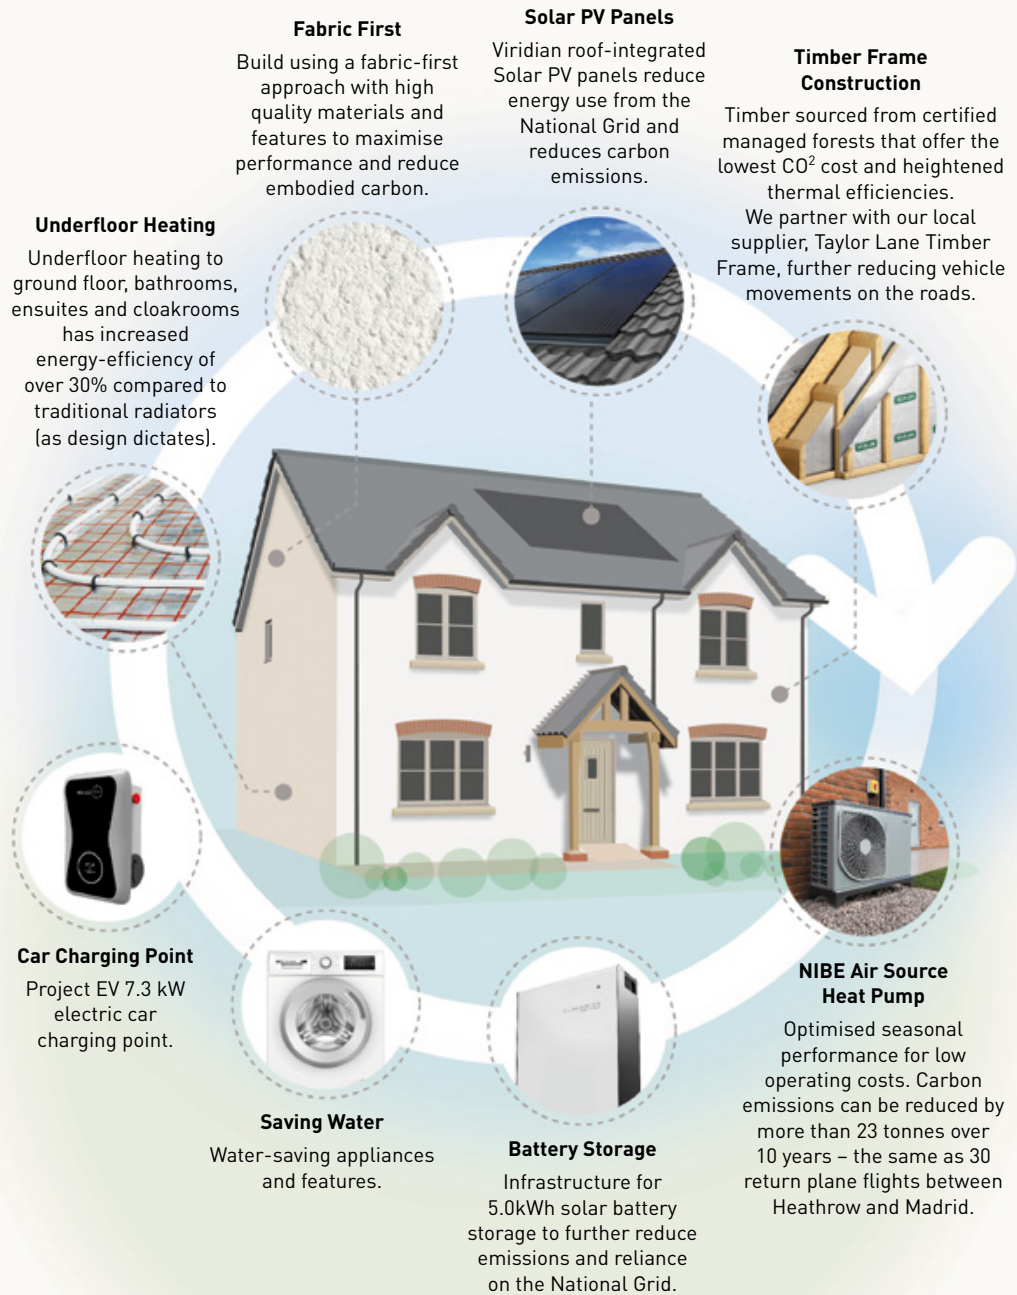 Fabric First
Build using a fabric-first
approach with high
quality materials and
features to maximise
performance and reduce
embodied carbon.
Solar PV Panels
Viridian roof-integrated
Solar PV panels reduce
energy use from the
National Grid and
reduces carbon
emissions.
Timber Frame
Construction
Timber sourced from certified
managed forests that offer the
lowest CO² cost and heightened
thermal efficiencies.
We partner with our local
supplier, Taylor Lane Timber
Frame, further reducing vehicle
movements on the roads.
Underfloor Heating
Underfloor heating to
ground floor, bathrooms,
ensuites and cloakrooms
has increased
energy-efficiency of
over 30% compared to
traditional radiators
(as design dictates).
Car Charging Point
Project EV 7.3 kW
electric car
charging point.
Saving Water
Water-saving appliances
and features.
Battery Storage
Infrastructure for
5.0kWh solar battery
storage to further reduce
emissions and reliance
on the National Grid.
NIBE Air Source
Heat Pump
Optimised seasonal
performance for low
operating costs. Carbon
emissions can be reduced by
more than 23 tonnes over
10 years – the same as 30
return plane flights between
Heathrow and Madrid.